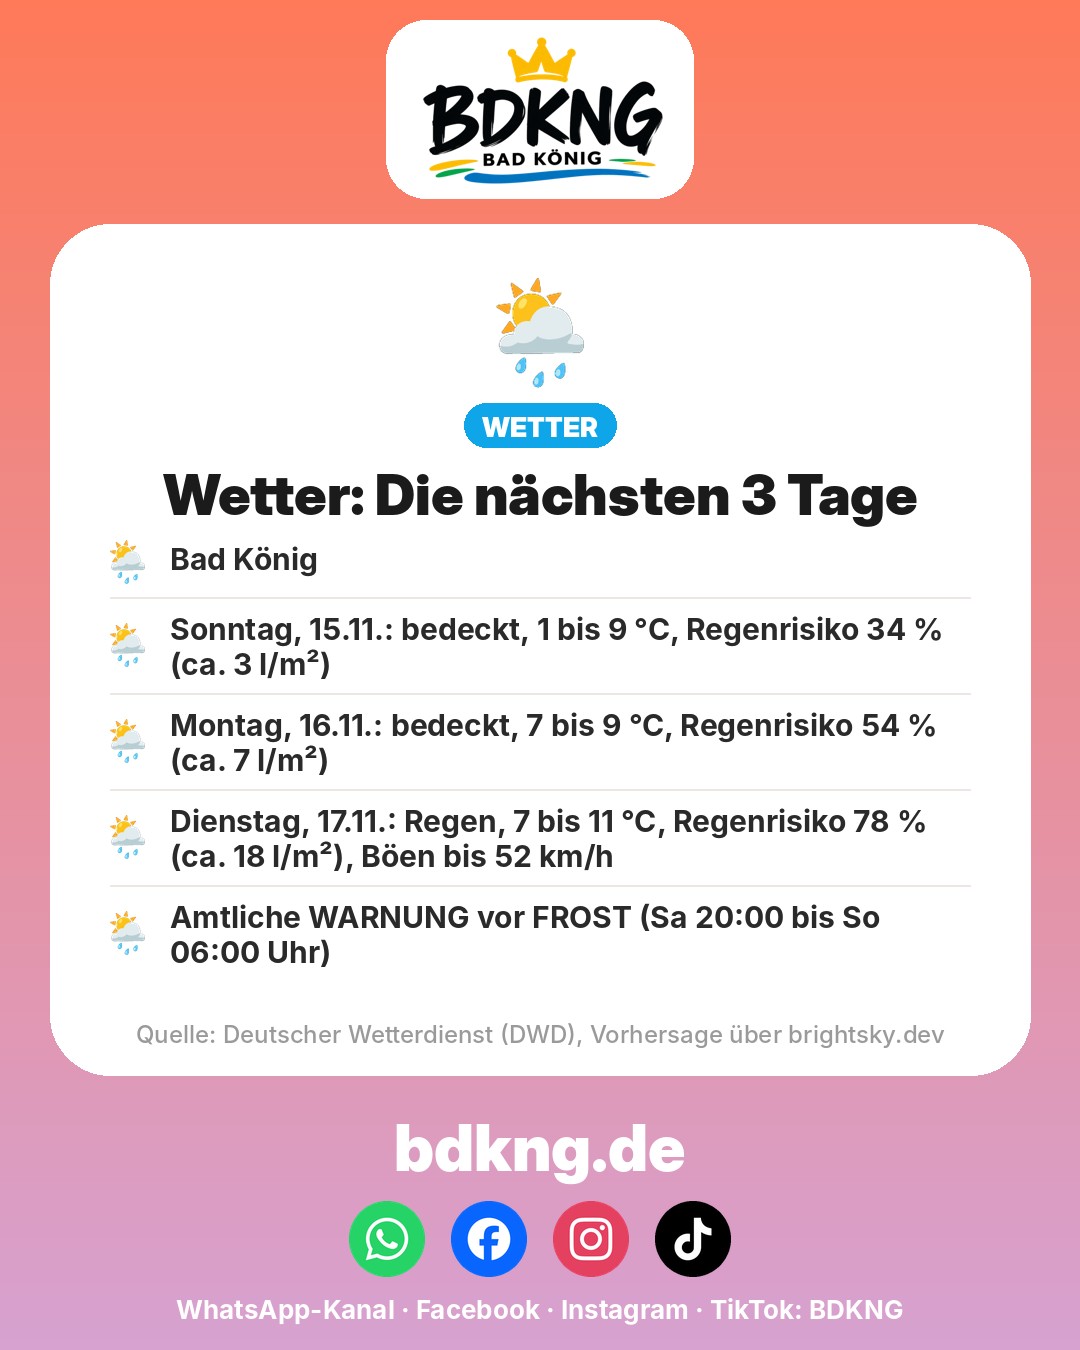 BDKNG
BAD KÖNIG
WETTER
Wetter: Die nächsten 3 Tage
Bad König
Sonntag, 15.11.: bedeckt, 1 bis 9 °C, Regenrisiko 34 %
(ca. 3 l/m²)
Montag, 16.11.: bedeckt, 7 bis 9 °C, Regenrisiko 54 %
(ca. 7 l/m²)
Dienstag, 17.11.: Regen, 7 bis 11 °C, Regenrisiko 78 %
(ca. 18 l/m²), Böen bis 52 km/h
Amtliche WARNUNG vor FROST (Sa 20:00 bis So
06:00 Uhr)
Quelle: Deutscher Wetterdienst (DWD), Vorhersage über brightsky.dev
bdkng.de
WhatsApp-Kanal · Facebook · Instagram · TikTok: BDKNG